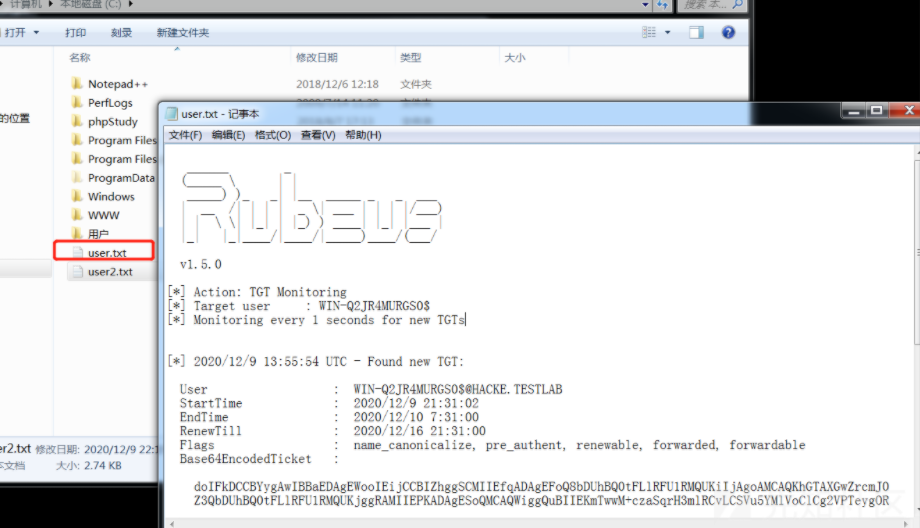 计算机 ▸ 本地磁盘 (C:) ▸
搜索 本...
打开 ▼ 打印 刻录 新建文件夹
名称 修改日期 类型 大小
Notepad++ 2018/12/6 12:18 文件夹
PerfLogs
的位置
phpStudy
Program Files
Program Files
ProgramData
Windows
WWW
用户
user.txt
user2.txt
er2.txt 修改日期: 2020/12/9 22:1
文本文档 大小: 2.74 KB
user.txt - 记事本
文件(F) 编辑(E) 格式(O) 查看(V) 帮助(H)
Rubeus
v1.5.0
[*] Action: TGT Monitoring
[*] Target user : WIN-Q2JR4MURGS0$
[*] Monitoring every 1 seconds for new TGTs
[*] 2020/12/9 13:55:54 UTC - Found new TGT:
User : WIN-Q2JR4MURGS0$@HACKE.TESTLAB
StartTime : 2020/12/9 21:31:02
EndTime : 2020/12/10 7:31:00
RenewTill : 2020/12/16 21:31:00
Flags : name_canonicalize, pre_authent, renewable, forwarded, forwardable
Base64EncodedTicket :